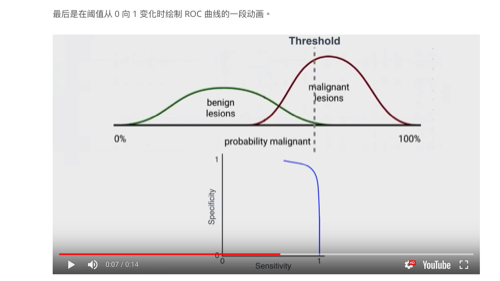 最后是在阈值从 0 向 1 变化时绘制 ROC 曲线的一段动画。
Threshold
benign
lesions
malignant
lesions
0%
probability malignant
100%
1
Specificity
0
0
Sensitivity
1
0:07 / 0:14
YouTube